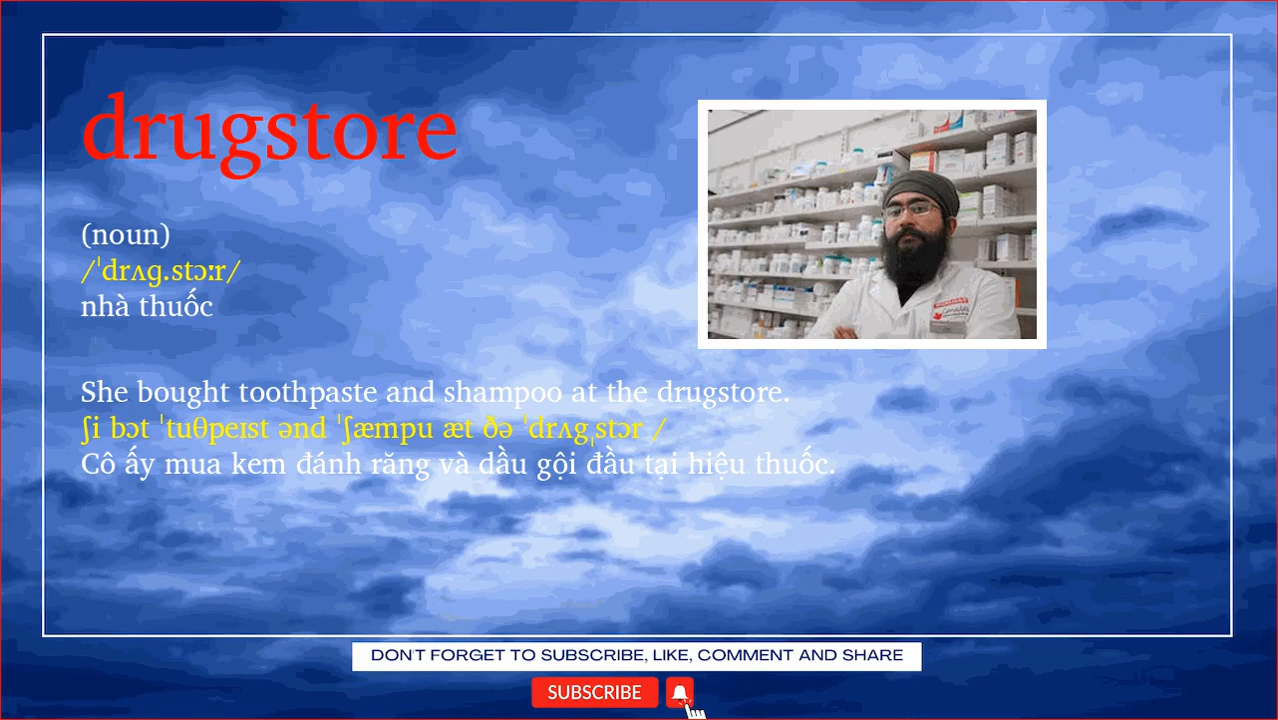 drugstore
(noun)
/ˈdrʌɡ.stɔːr/
nhà thuốc
She bought toothpaste and shampoo at the drugstore.
ʃi bɔt ˈtuθpeɪst ənd ˈʃæmpu æt ðə ˈdrʌgˌstɔr /
Cô ấy mua kem đánh răng và dầu gội đầu tại hiệu thuốc.
DON'T FORGET TO SUBSCRIBE, LIKE, COMMENT AND SHARE
SUBSCRIBE